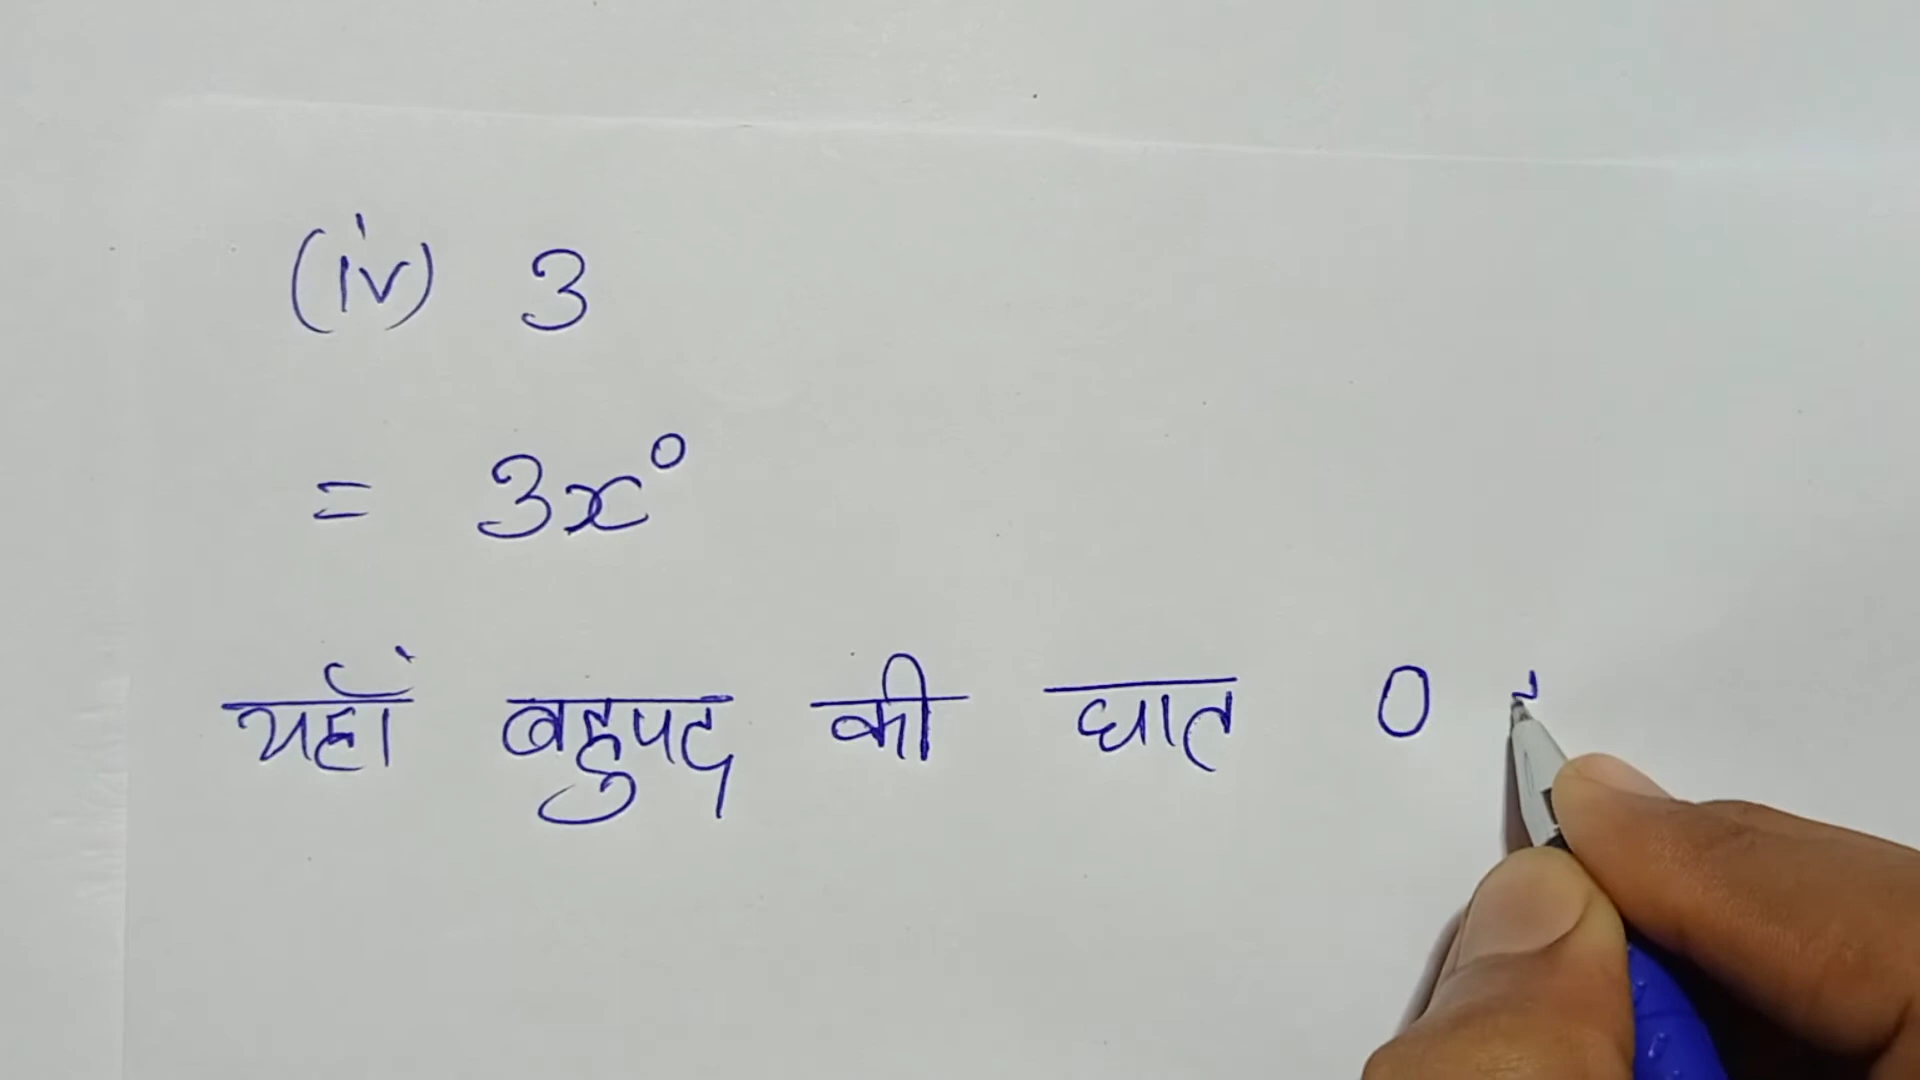 (iv) 3
= 3x⁰
यहाँ बहुपद की घात 0